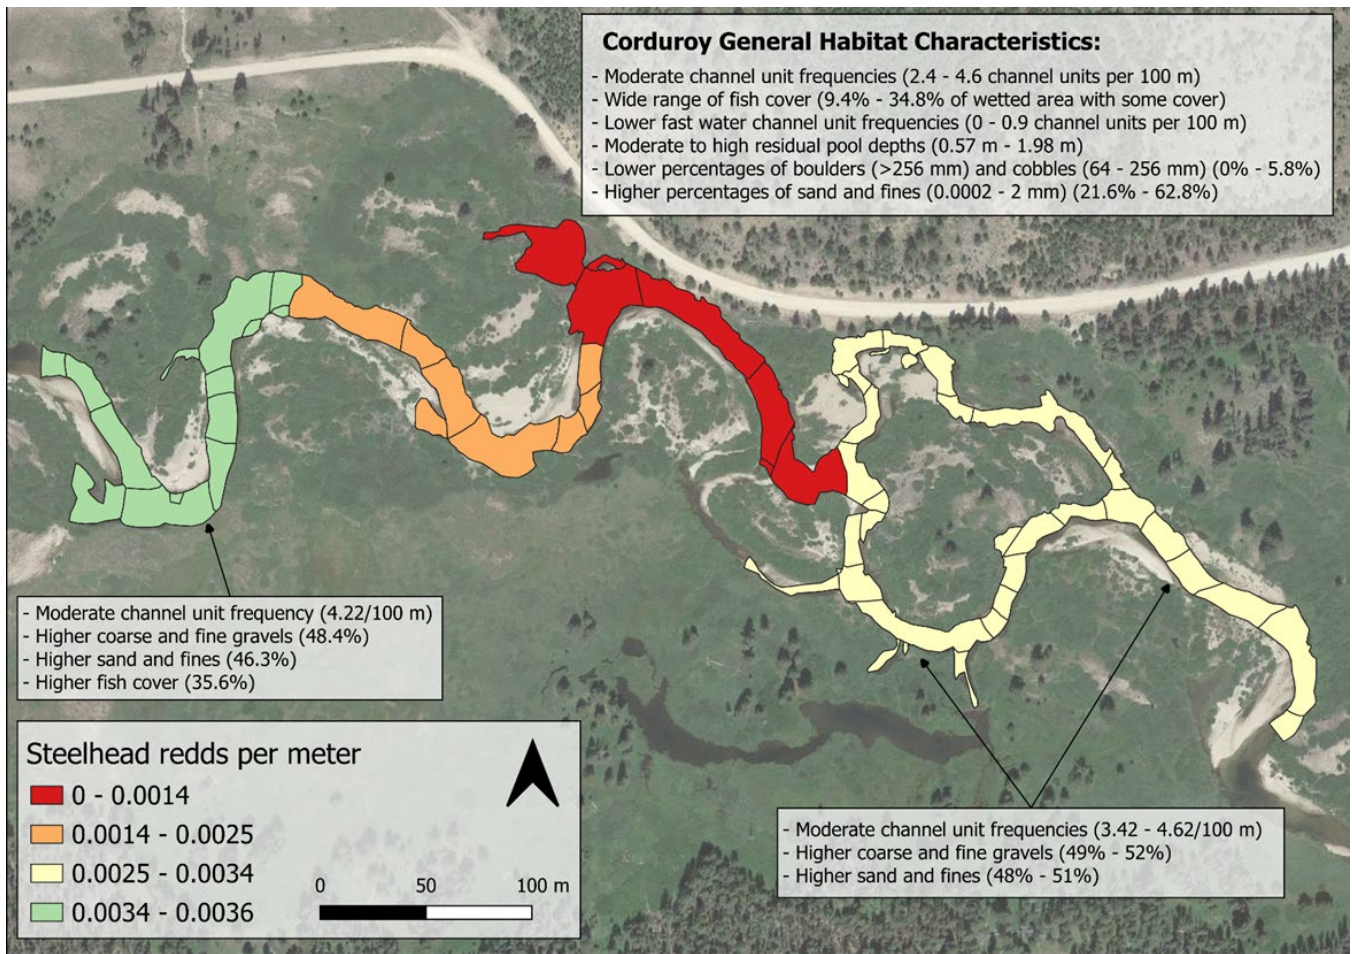 Corduroy General Habitat Characteristics:
- Moderate channel unit frequencies (2.4 - 4.6 channel units per 100 m)
- Wide range of fish cover (9.4% - 34.8% of wetted area with some cover)
- Lower fast water channel unit frequencies (0 - 0.9 channel units per 100 m)
- Moderate to high residual pool depths (0.57 m - 1.98 m)
- Lower percentages of boulders (>256 mm) and cobbles (64 - 256 mm) (0% - 5.8%)
- Higher percentages of sand and fines (0.0002 - 2 mm) (21.6% - 62.8%)
- Moderate channel unit frequency (4.22/100 m)
- Higher coarse and fine gravels (48.4%)
- Higher sand and fines (46.3%)
- Higher fish cover (35.6%)
Steelhead redds per meter
0 - 0.0014
0.0014 - 0.0025
0.0025 - 0.0034
0.0034 - 0.0036
0 50 100 m
- Moderate channel unit frequencies (3.42 - 4.62/100 m)
- Higher coarse and fine gravels (49% - 52%)
- Higher sand and fines (48% - 51%)